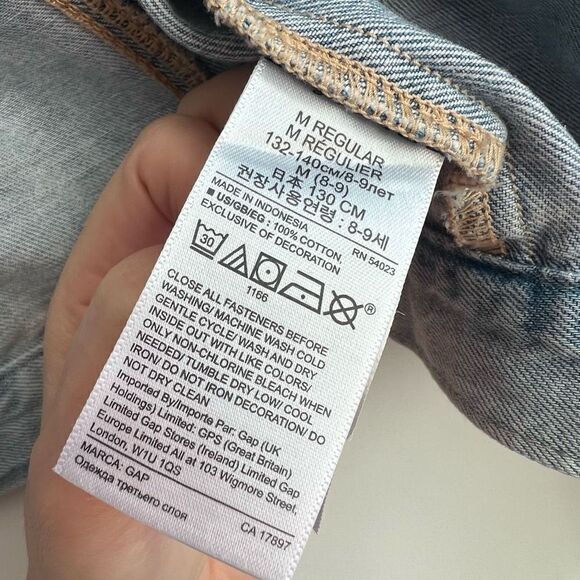 M REGULAR
M REGULIER
132-140см/8-9лет
M (8-9)
日本 130 CM
권장사용연령 : 8-9세
MADE IN INDONESIA
RN 54023
■ US/GB/EG : 100% COTTON,
EXCLUSIVE OF DECORATION
30
®
1166
CLOSE ALL FASTENERS BEFORE
WASHING/ MACHINE WASH COLD
INSIDE OUT WITH LIKE COLORS/
GENTLE CYCLE/ WASH AND DRY
ONLY NON-CHLORINE BLEACH WHEN
NEEDED/ TUMBLE DRY LOW/ COOL
IRON/ DO NOT IRON DECORATION/ DO
NOT DRY CLEAN
Imported By/Importe Par: Gap (UK
Holdings) Limited: GPS (Great Britain)
Limited Gap Stores (Ireland) Limited Gap
Europe Limited All at 103 Wigmore Street,
London. W1U 1QS
MARCA: GAP
Одежда третьего слоя
CA 17897